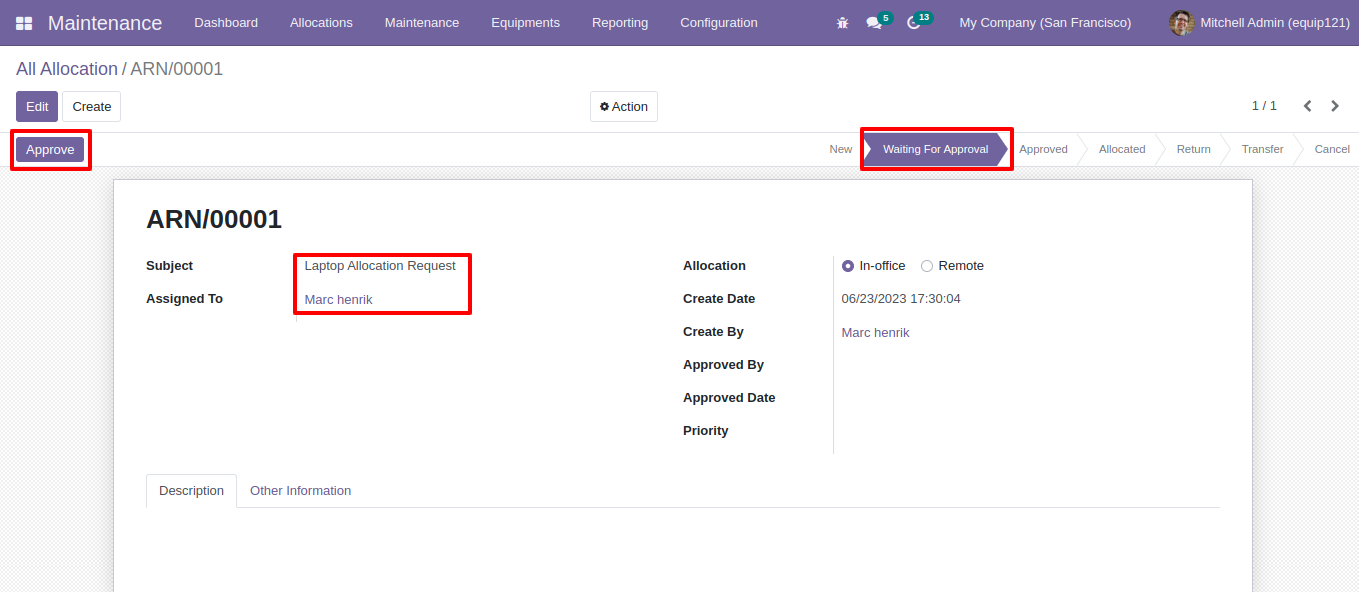 Maintenance Dashboard Allocations Maintenance Equipments Reporting Configuration 5 13 My Company (San Francisco) Mitchell Admin (equip121)
All Allocation / ARN/00001
Edit Create Action 1 / 1
Approve New Waiting For Approval Approved Allocated Return Transfer Cancel
ARN/00001
Subject Laptop Allocation Request Allocation In-office Remote
Assigned To Marc henrik Create Date 06/23/2023 17:30:04
Create By Marc henrik
Approved By
Approved Date
Priority
Description Other Information